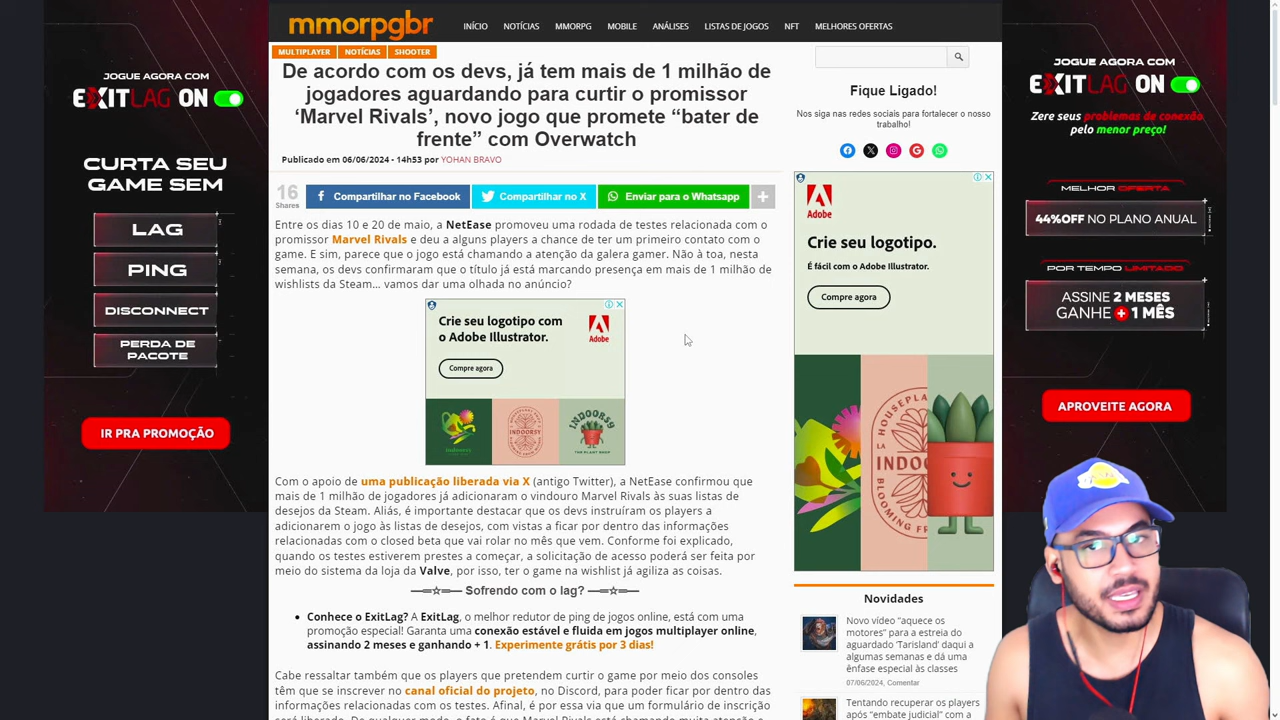 mmorpgbr
INÍCIO NOTÍCIAS MMORPG MOBILE ANÁLISES LISTAS DE JOGOS NFT MELHORES OFERTAS
MULTIPLAYER NOTÍCIAS SHOOTER
De acordo com os devs, já tem mais de 1 milhão de
jogadores aguardando para curtir o promissor
‘Marvel Rivals’, novo jogo que promete “bater de
frente” com Overwatch
Publicado em 06/06/2024 - 14h53 por YOHAN BRAVO
16
Shares
Compartilhar no Facebook
Compartilhar no X
Enviar para o Whatsapp
Entre os dias 10 e 20 de maio, a NetEase promoveu uma rodada de testes relacionada com o
promissor Marvel Rivals e deu a alguns players a chance de ter um primeiro contato com o
game. E sim, parece que o jogo está chamando a atenção da galera gamer. Não à toa, nesta
semana, os devs confirmaram que o título já está marcando presença em mais de 1 milhão de
wishlists da Steam… vamos dar uma olhada no anúncio?
Crie seu logotipo com
o Adobe Illustrator.
Adobe
Compre agora
INDOORSY
INDOORSY
THE PLANT SHOP
Com o apoio de uma publicação liberada via X (antigo Twitter), a NetEase confirmou que
mais de 1 milhão de jogadores já adicionaram o vindouro Marvel Rivals às suas listas de
desejos da Steam. Aliás, é importante destacar que os devs instruíram os players a
adicionarem o jogo às listas de desejos, com vistas a ficar por dentro das informações
relacionadas com o closed beta que vai rolar no mês que vem. Conforme foi explicado,
quando os testes estiverem prestes a começar, a solicitação de acesso poderá ser feita por
meio do sistema da loja da Valve, por isso, ter o game na wishlist já agiliza as coisas.
—═☆═— Sofrendo com o lag? —═☆═—
• Conhece o ExitLag? A ExitLag, o melhor redutor de ping de jogos online, está com uma
promoção especial! Garanta uma conexão estável e fluida em jogos multiplayer online,
assinando 2 meses e ganhando + 1. Experimente grátis por 3 dias!
Cabe ressaltar também que os players que pretendem curtir o game por meio dos consoles
têm que se inscrever no canal oficial do projeto, no Discord, para poder ficar por dentro das
informações relacionadas com os testes. Afinal, é por essa via que um formulário de inscrição
JOGUE AGORA COM
EXITLAG ON
CURTA SEU
GAME SEM
LAG
PING
DISCONNECT
PERDA DE
PACOTE
IR PRA PROMOÇÃO
Fique Ligado!
Nos siga nas redes sociais para fortalecer o nosso
trabalho!
Adobe
Crie seu logotipo.
É fácil com o Adobe Illustrator.
Compre agora
HOUSEPLA
LA
INDOO
BLOOMING
Novidades
Novo vídeo “aquece os
motores” para a estreia do
aguardado ‘Tarisland’ daqui a
algumas semanas e dá uma
ênfase especial às classes
07/06/2024, Comentar
Tentando recuperar os players
após “embate judicial” com a
JOGUE AGORA COM
EXITLAG ON
Zere seus problemas de conexão
pelo menor preço!
MELHOR OFERTA
44%OFF NO PLANO ANUAL
POR TEMPO LIMITADO
ASSINE 2 MESES
GANHE + 1 MÊS
APROVEITE AGORA